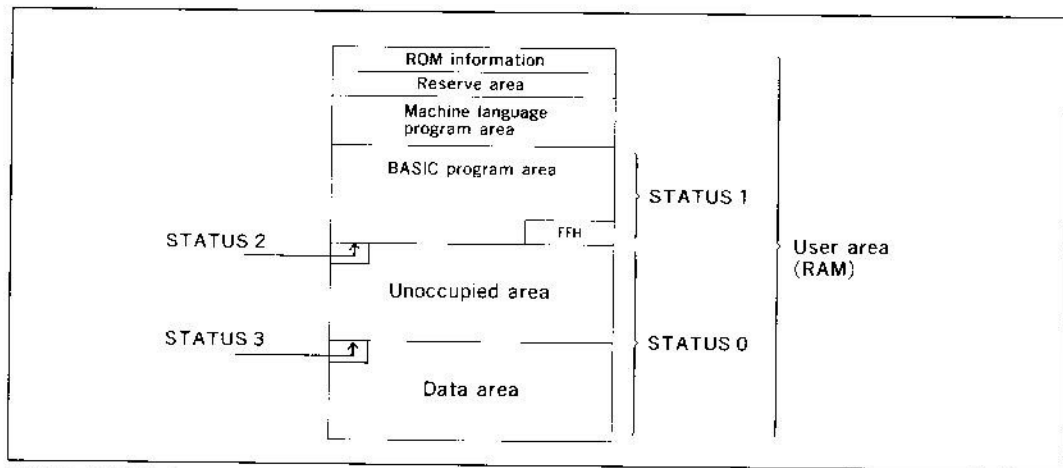 ROM information
Reserve area
Machine language
program area
BASIC program area
STATUS 1
FFH
STATUS 2
User area
(RAM)
Unoccupied area
STATUS 3
STATUS 0
Data area